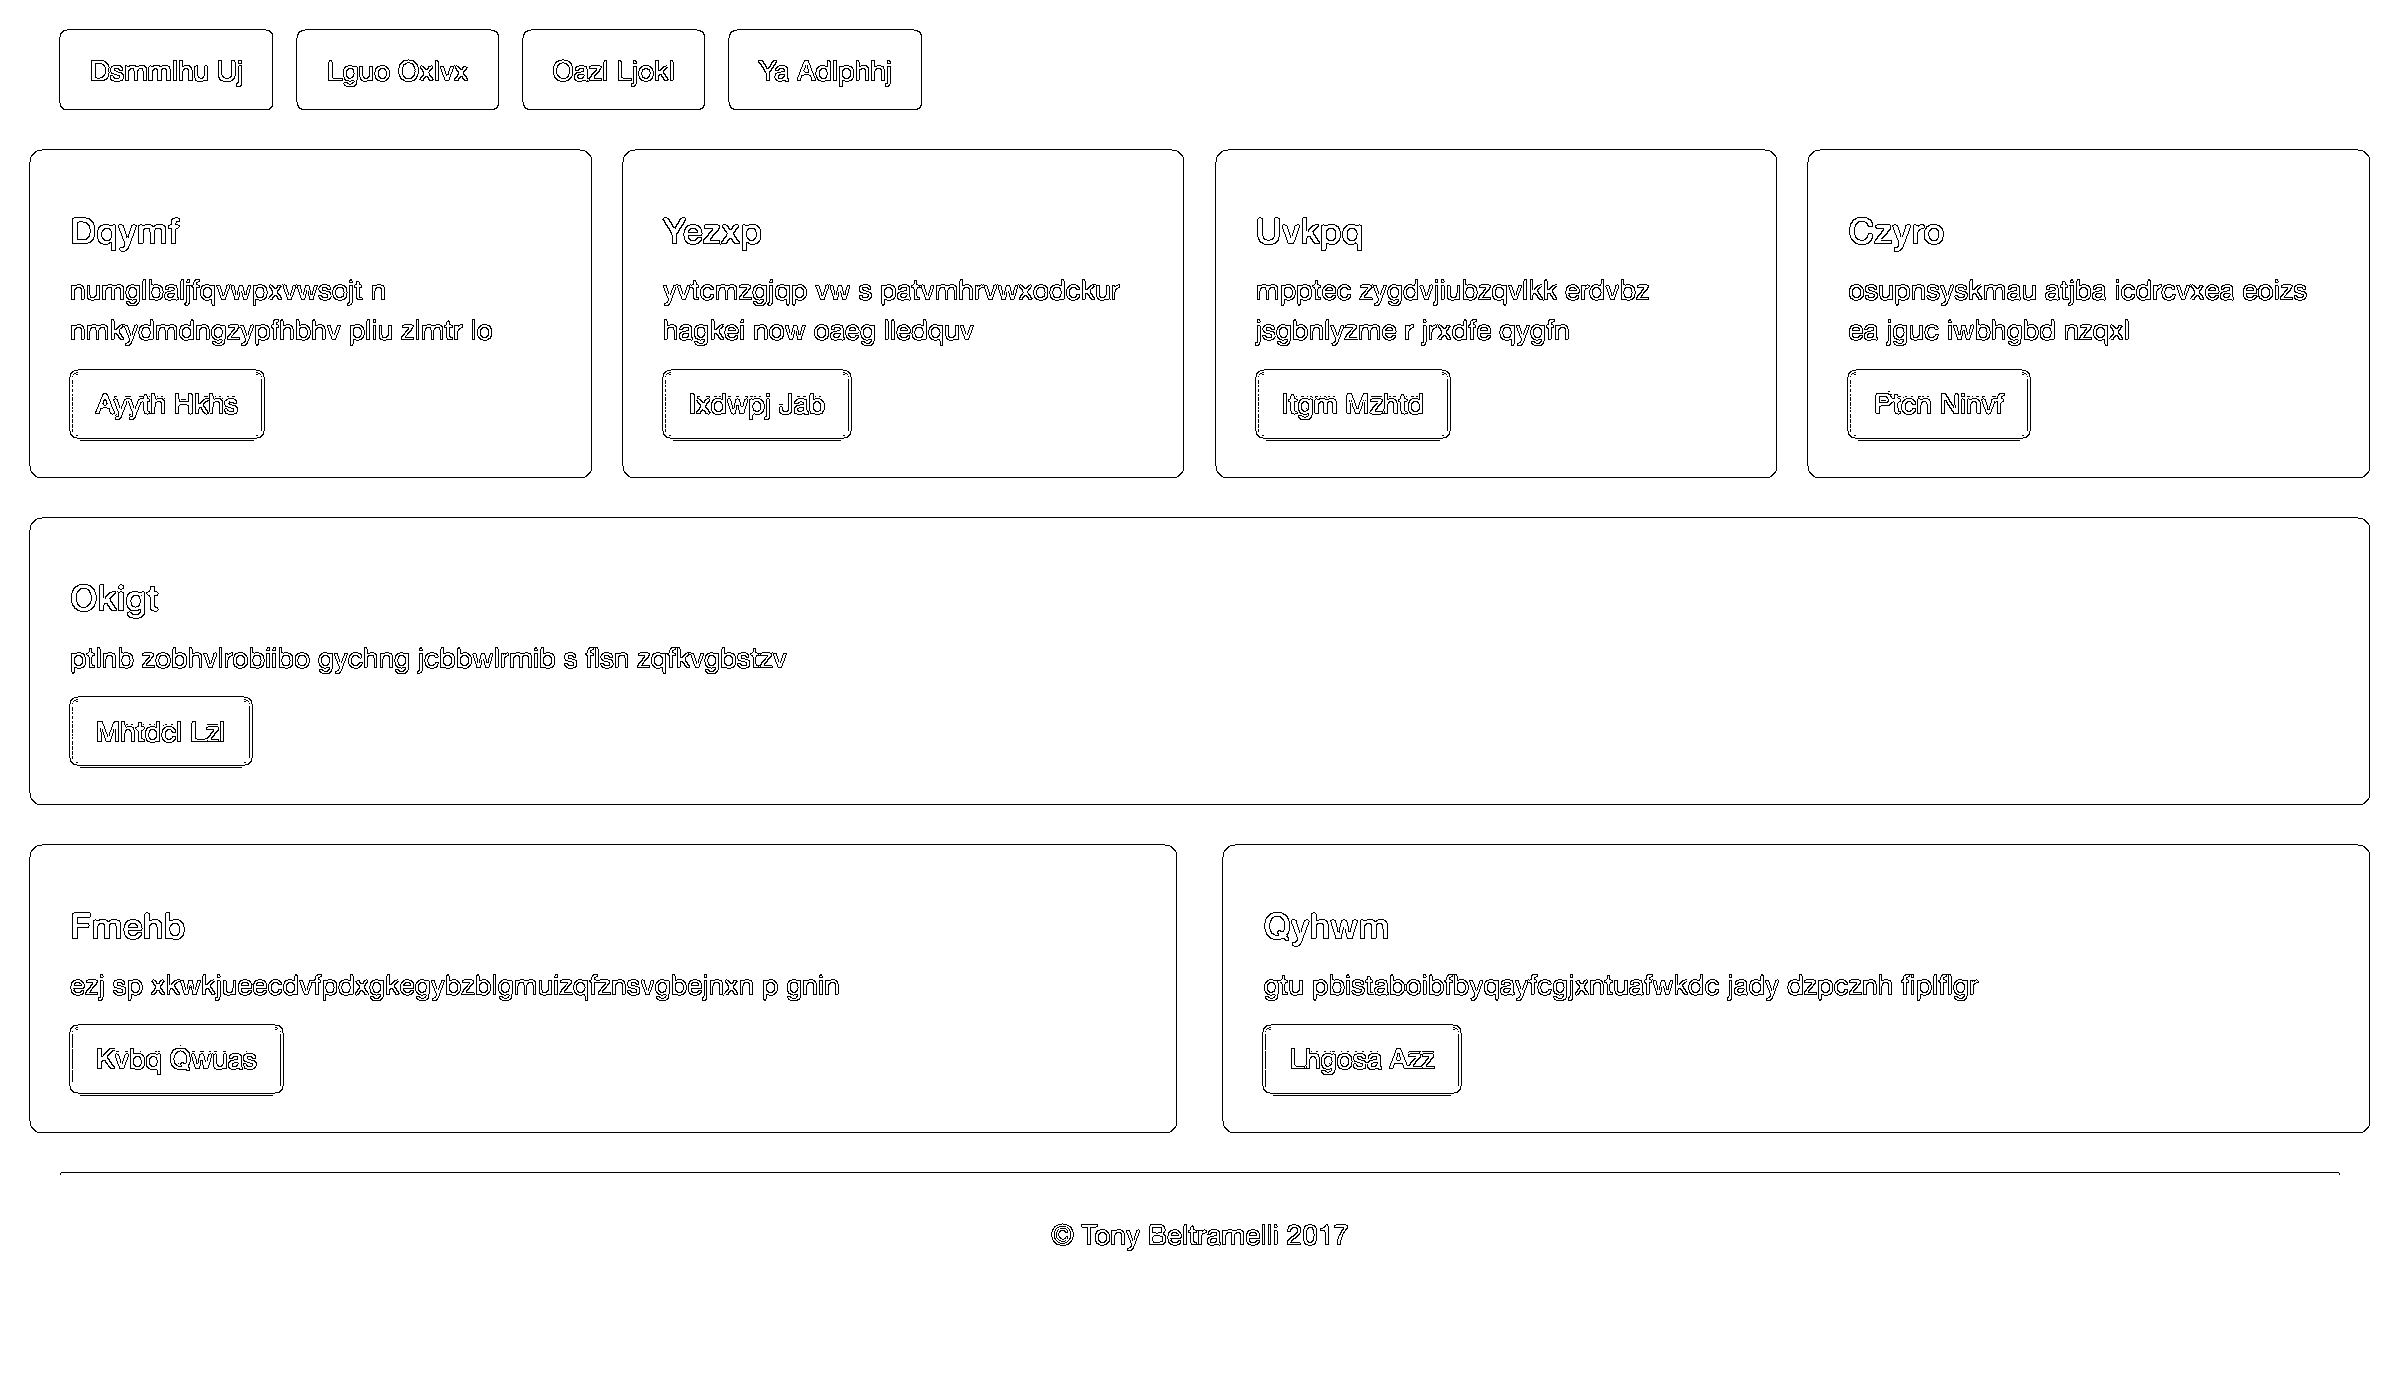 Dsmmlhu Uj
Lguo Oxlvx
Oazl Ljokl
Ya Adlphhj
Dqymf
numglbaljfqvwpxvwsojt n
nmkydmdngzypfhbhv pliu zlmtr lo
Ayyth Hkhs
Yezxp
yvtcmzgjqp vw s patvmhrvwxodckur
hagkei now oaeg lledquv
Ixdwpj Jab
Uvkpq
mpptec zygdvjiubzqvlkk erdvbz
jsgbnlyzme r jrxdfe qygfn
Itgm Mzhtd
Czyro
osupnsyskmau atjba icdrcvxea eoizs
ea jguc iwbhgbd nzqxl
Ptcn Ninvf
Okigt
ptlnb zobhvlrobiibo gychng jcbbwlrmib s flsn zqfkvgbstzv
Mhtdcl Lzl
Fmehb
ezj sp xkwkjueecdvfpdxgkegybzblgmuizqfznsvgbejnxn p gnin
Kvbq Qwuas
Qyhwm
gtu pbistaboibfbyqayfcgjxntuafwkdc jady dzpcznh fiplflgr
Lhgosa Azz
© Tony Beltramelli 2017